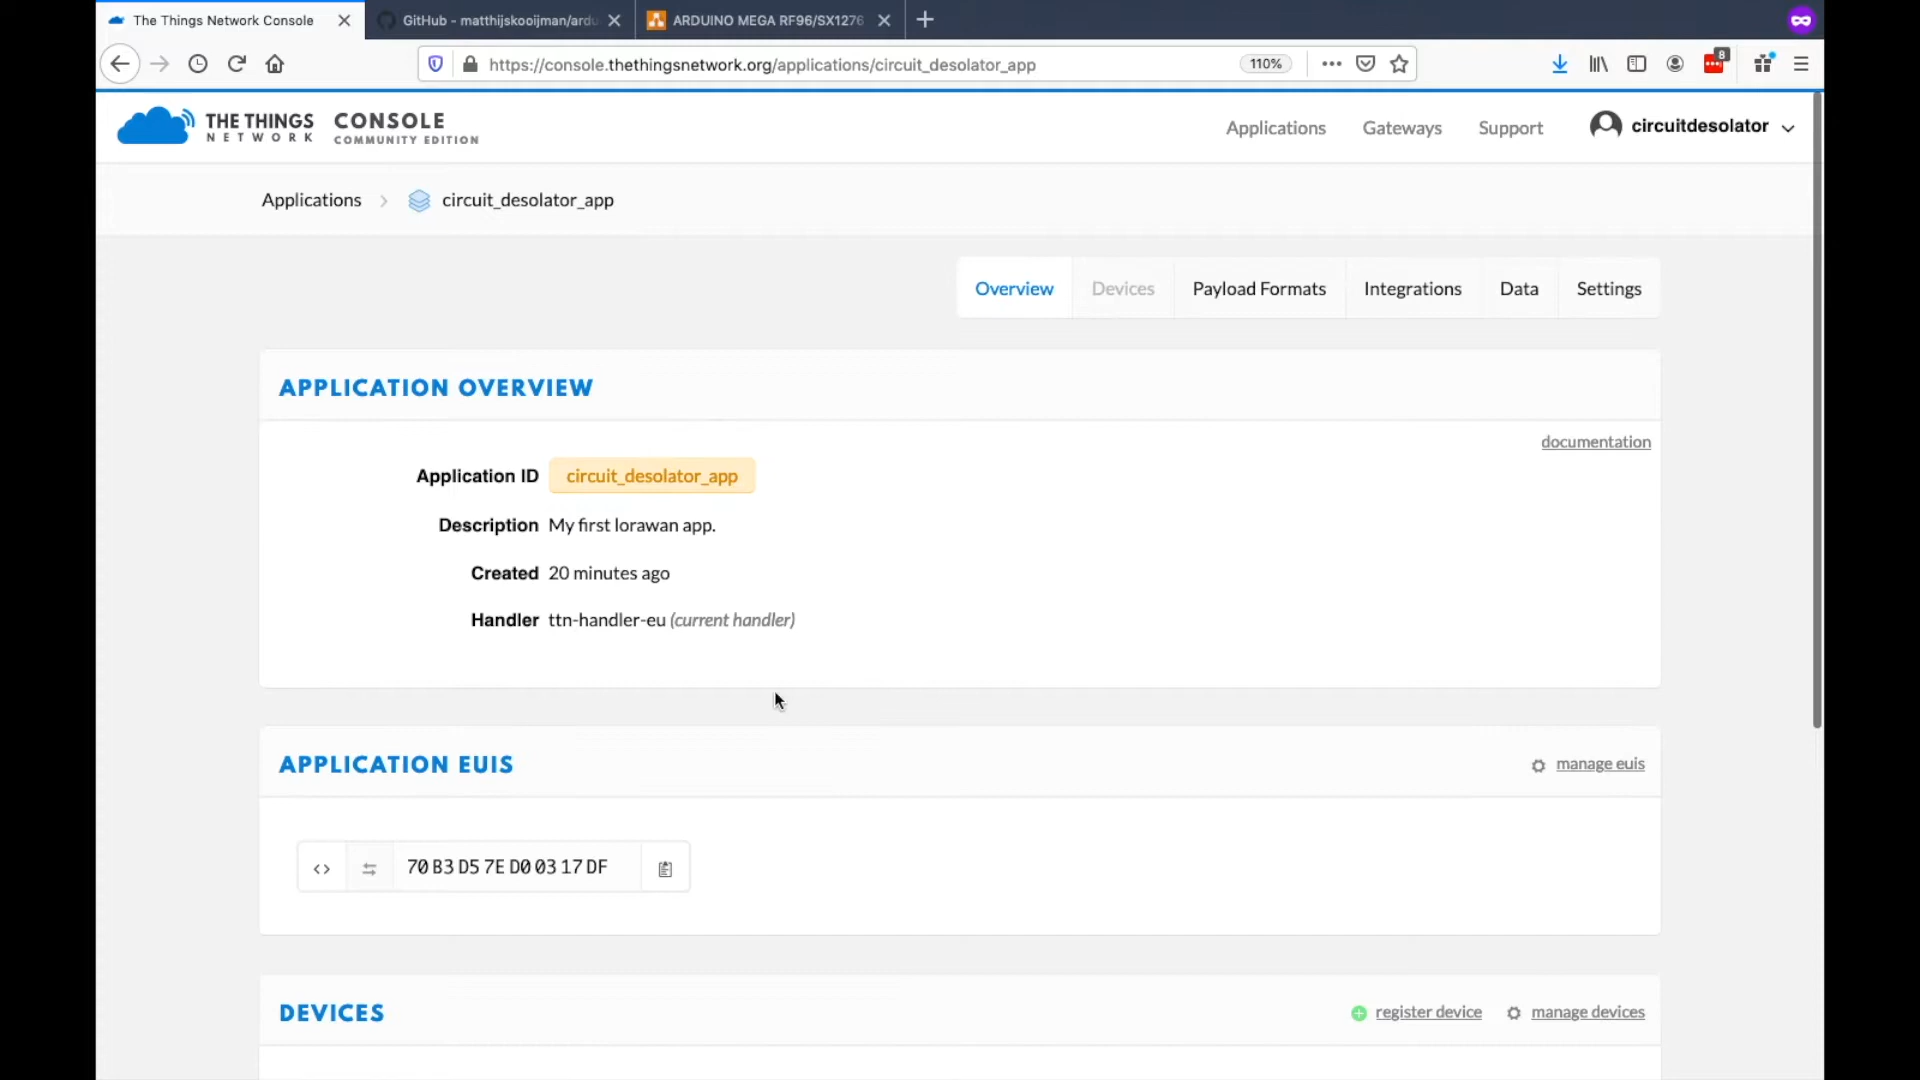 The Things Network Console
GitHub - matthijskooijman/ardu
ARDUINO MEGA RF96/SX1276
https://console.thethingsnetwork.org/applications/circuit_desolator_app
110%
8
THE THINGS NETWORK
CONSOLE
COMMUNITY EDITION
Applications
Gateways
Support
circuitdesolator
Applications
circuit_desolator_app
Overview
Devices
Payload Formats
Integrations
Data
Settings
APPLICATION OVERVIEW
documentation
Application ID circuit_desolator_app
Description My first lorawan app.
Created 20 minutes ago
Handler ttn-handler-eu (current handler)
APPLICATION EUIS
manage euis
<> 70 B3 D5 7E D0 03 17 DF
DEVICES
register device
manage devices